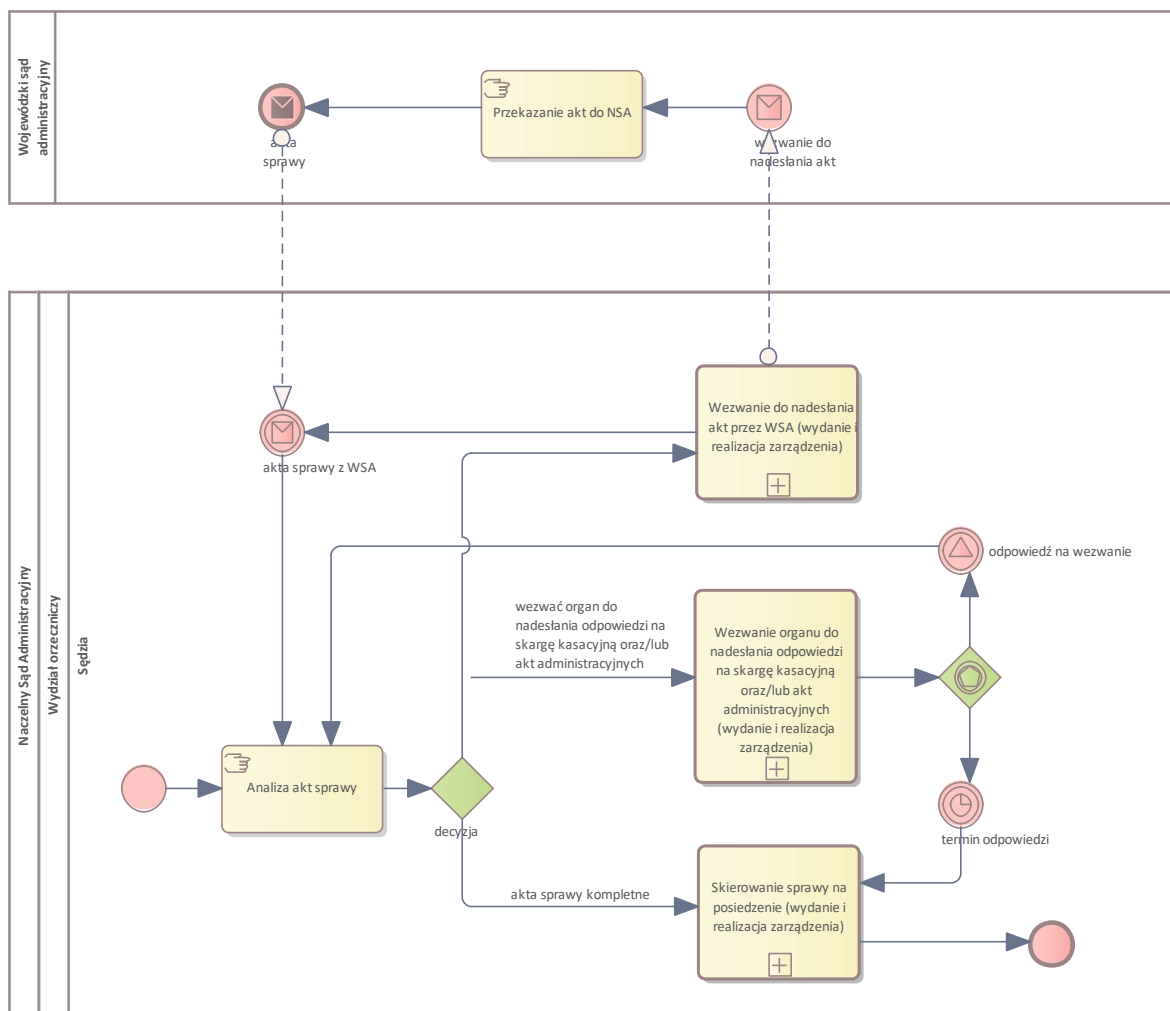 Wojewódzki sąd
administracyjny
akta
sprawy
Przekazanie akt do NSA
wezwanie do
nadesłania akt
Naczelny Sąd Administracyjny
Wydział orzeczniczy
Sędzia
Wezwanie do nadesłania
akt przez WSA (wydanie i
realizacja zarządzenia)
akta sprawy z WSA
odpowiedź na wezwanie
wezwać organ do
nadesłania odpowiedzi na
skargę kasacyjną oraz/lub
akt administracyjnych
Wezwanie organu do
nadesłania odpowiedzi
na skargę kasacyjną
oraz/lub akt
administracyjnych
(wydanie i realizacja
zarządzenia)
Analiza akt sprawy
decyzja
termin odpowiedzi
akta sprawy kompletne
Skierowanie sprawy na
posiedzenie (wydanie i
realizacja zarządzenia)